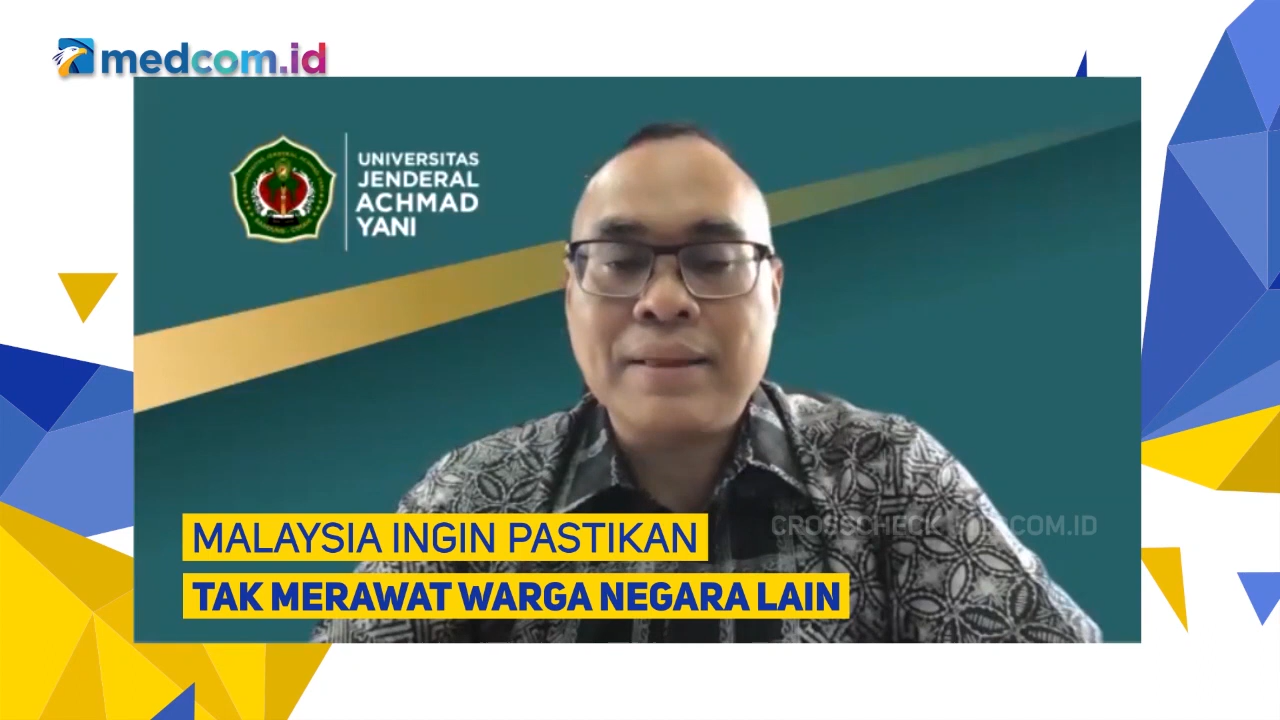 medcom.id
UNIVERSITAS
JENDERAL
ACHMAD
YANI
MALAYSIA INGIN PASTIKAN
TAK MERAWAT WARGA NEGARA LAIN